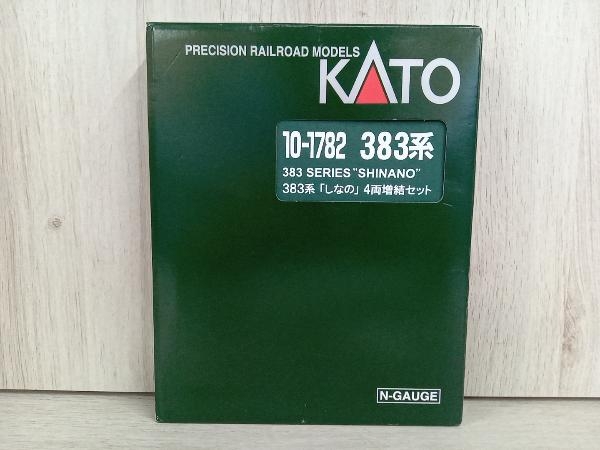 PRECISION RAILROAD MODELS
KATO
10-1782 383系
383 SERIES "SHINANO"
383系「しなの」4両増結セット
N-GAUGE